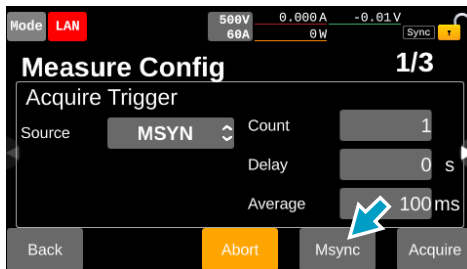 Mode LAN 500V 0.000A -0.01V
60A 0W Sync
Measure Config 1/3
Acquire Trigger
Source MSYN Count 1
Delay 0 s
Average 100 ms
Back Abort Msync Acquire